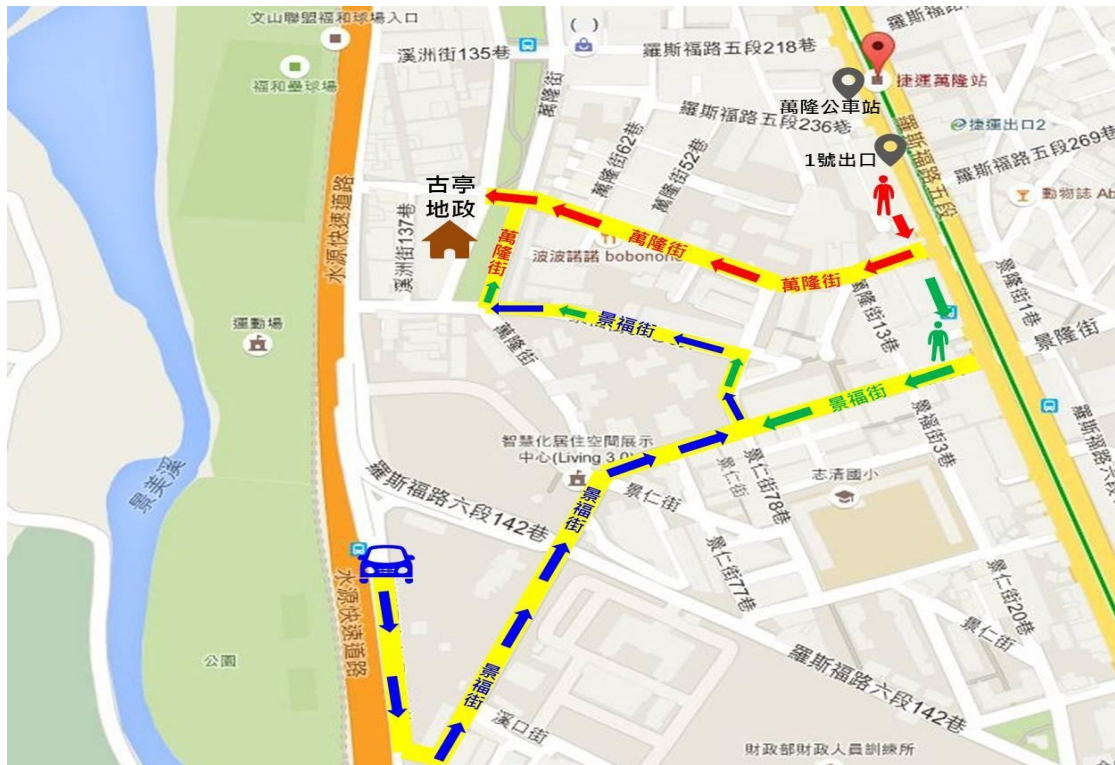 文山聯盟福和球場入口
( )
溪洲街135巷
羅斯福路五段218巷
福和壘球場
萬隆街
捷運萬隆站
萬隆公車站
羅斯福路五段236巷
羅斯福路五段
捷運出口2
1號出口
羅斯福路五段269巷
萬隆街62巷
萬隆街52巷
動物誌 Ab
古亭
地政
水源快速道路
溪洲街137巷
萬隆街
萬隆街
波波諾諾 bobonono
萬隆街
萬隆街13巷
景隆街1巷
景隆街
運動場
景福街
萬隆街
景福街
景福街3巷
智慧化居住空間展示
中心(Living 3.0)
景仁街
景仁街
景仁街78巷
志清國小
景美溪
羅斯福路六段142巷
景福街
景仁街77巷
景仁街20巷
景仁街
水源快速道路
公園
景福街
羅斯福路六段142巷
溪口街
財政部財政人員訓練所